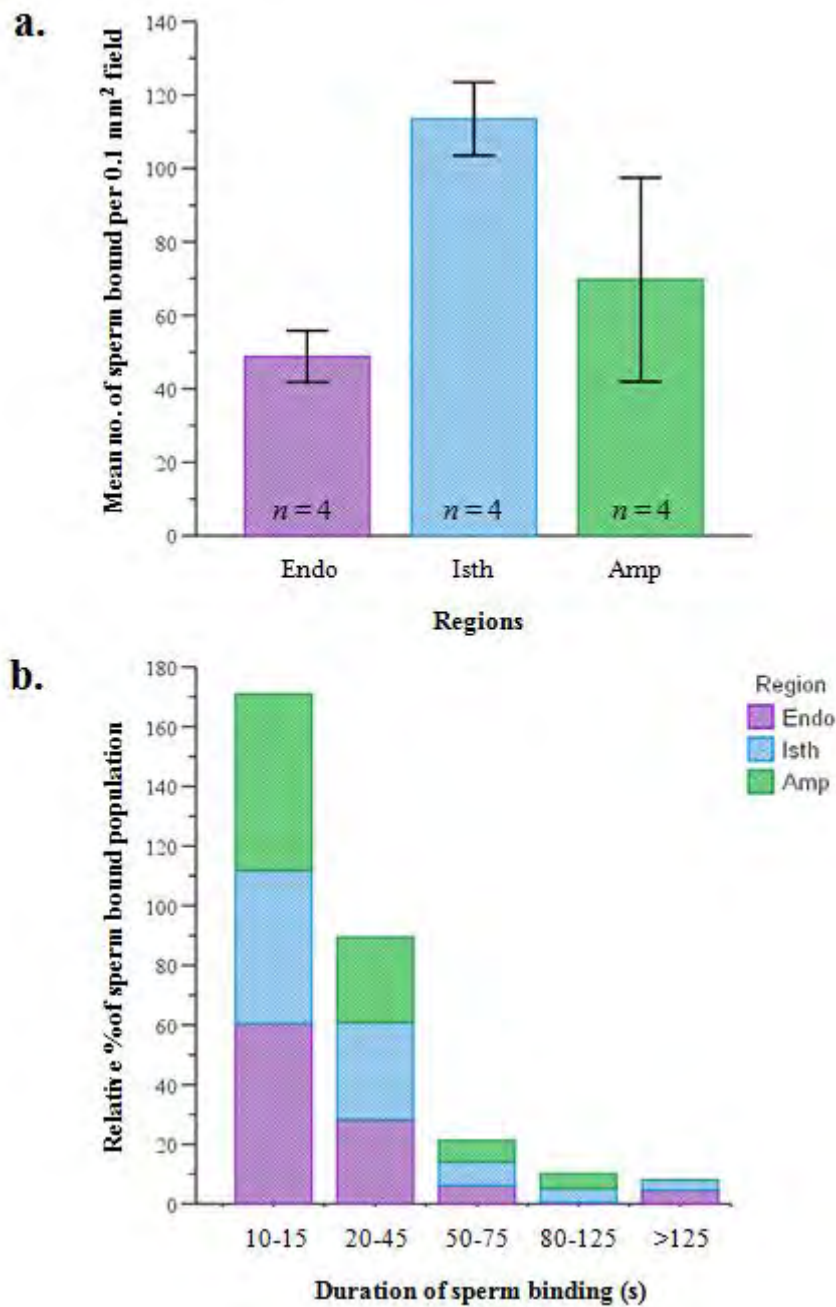 a.
Mean no. of sperm bound per 0.1 mm² field
140
120
100
80
60
40
20
0
n = 4
n = 4
n = 4
Endo
Isth
Amp
Regions
b.
Relative %of sperm bound population
180
160
140
120
100
80
60
40
20
0
Region
Endo
Isth
Amp
10-15
20-45
50-75
80-125
>125
Duration of sperm binding (s)